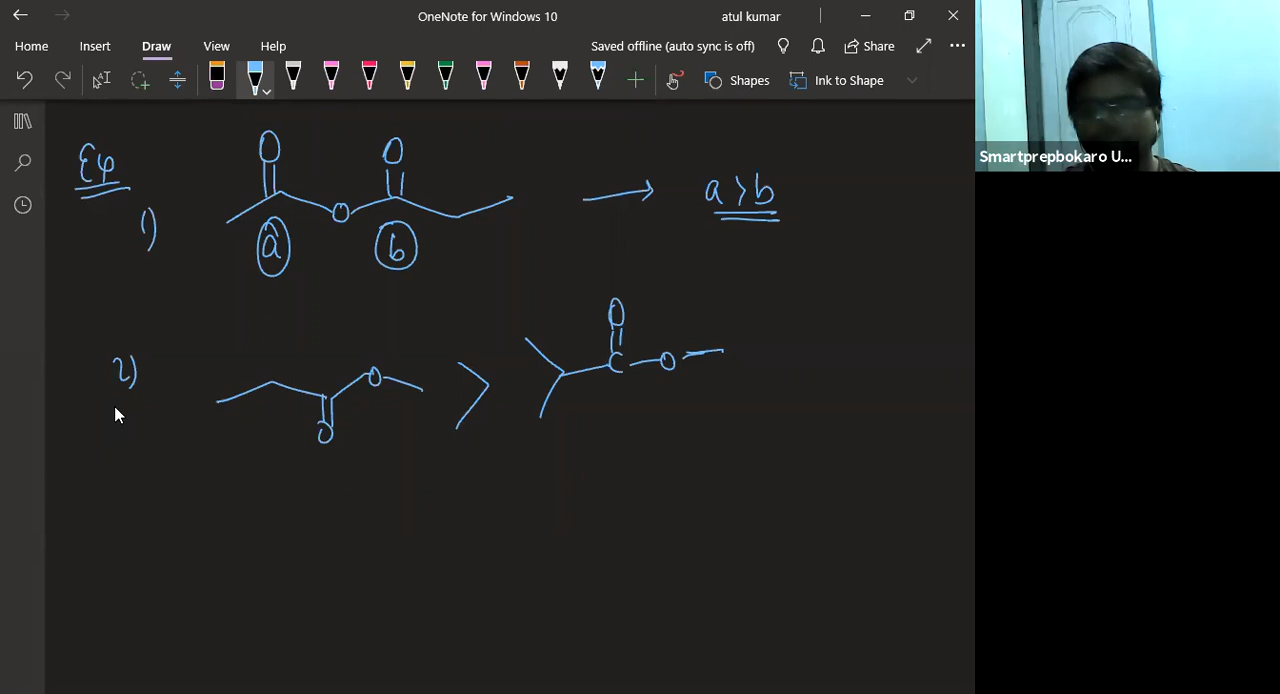 OneNote for Windows 10
atul kumar
Home Insert Draw View Help
Saved offline (auto sync is off)
Share
Shapes
Ink to Shape
Smartprepbokaro U...
O O
1) O → a > b
a b
O
2) O > C O
O